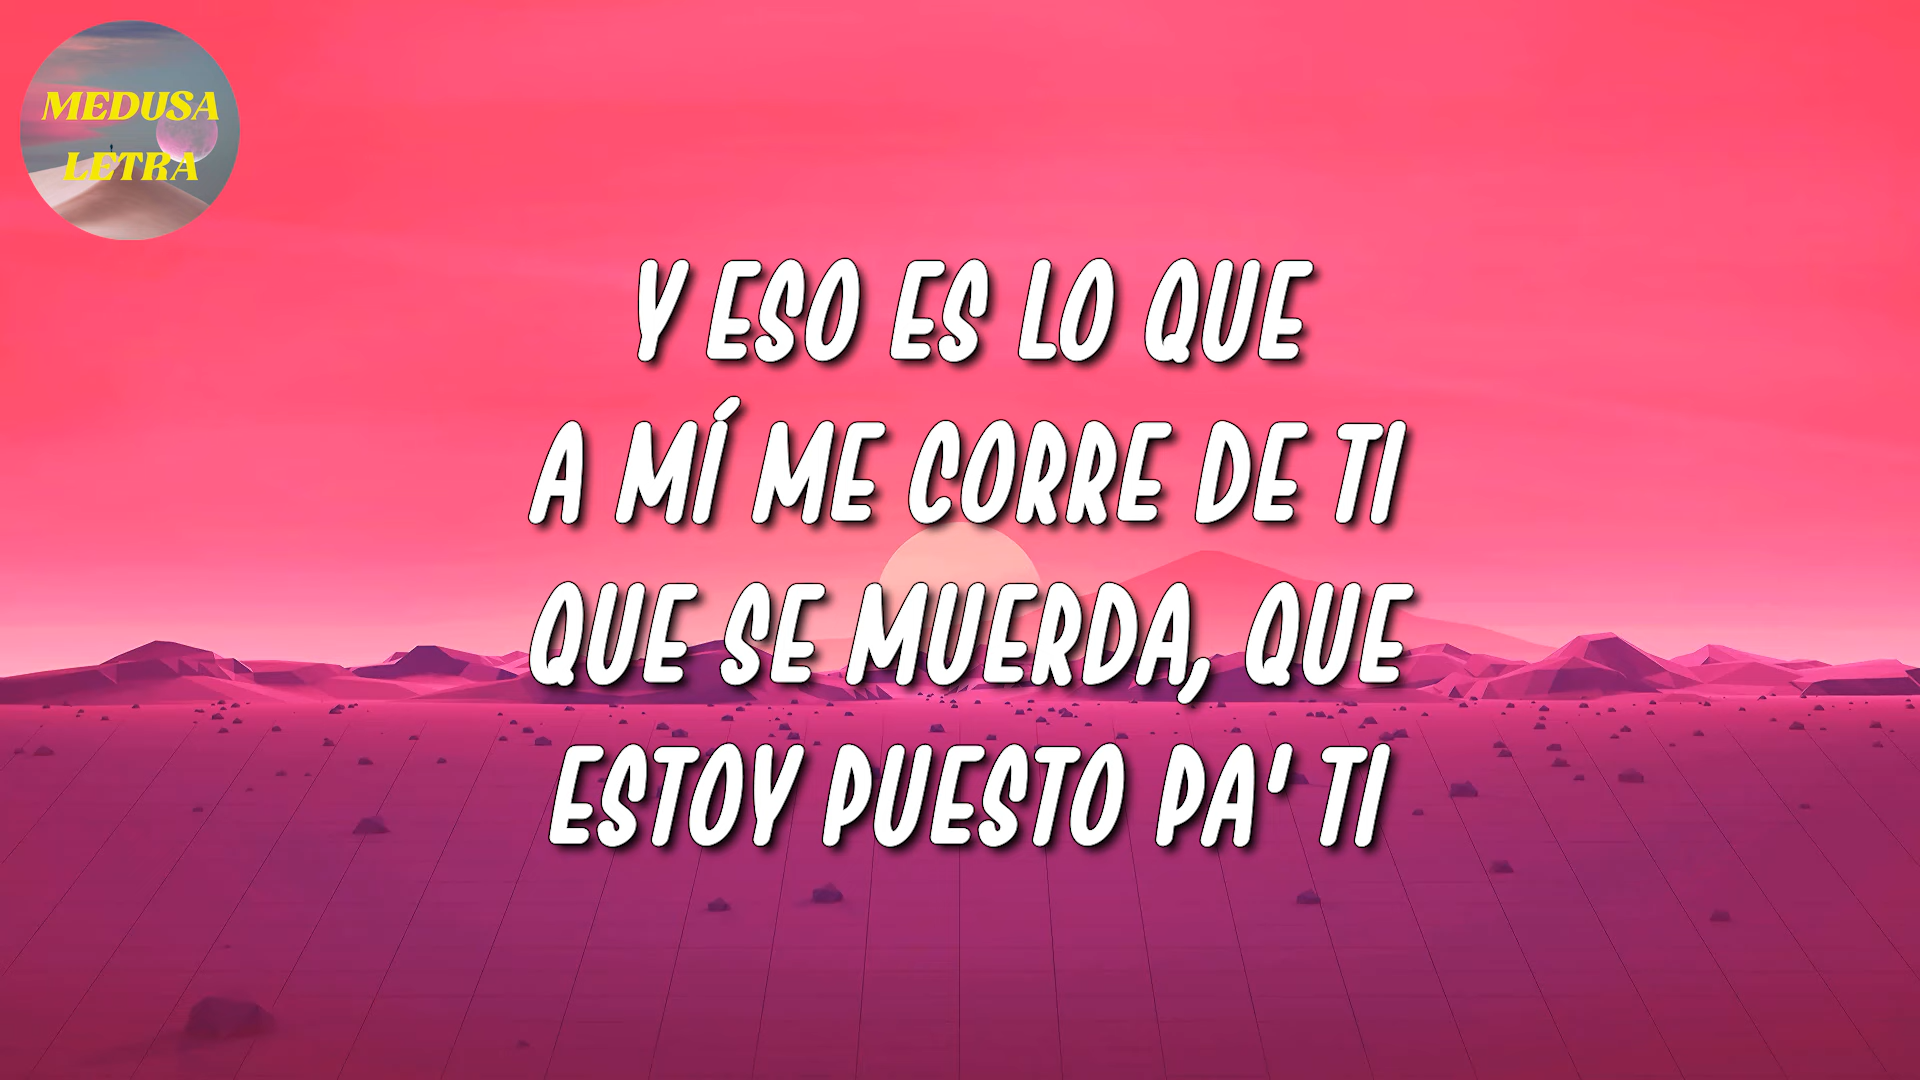 MEDUSA
LETRA
Y ESO ES LO QUE
A MÍ ME CORRE DE TI
QUE SE MUERDA, QUE
ESTOY PUESTO PA' TI